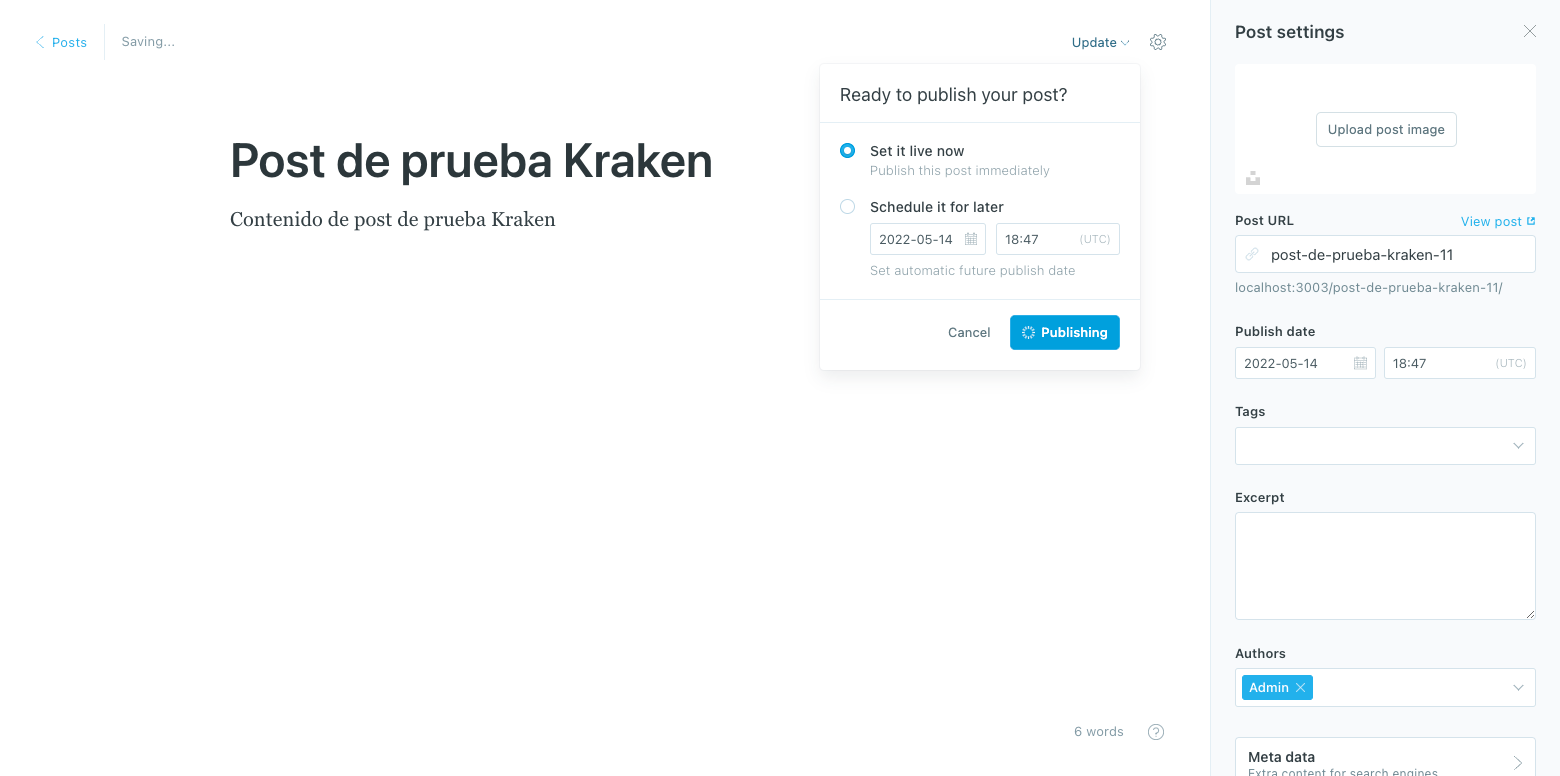 Posts
Saving...
Update
Post de prueba Kraken
Contenido de post de prueba Kraken
Ready to publish your post?
Set it live now
Publish this post immediately
Schedule it for later
2022-05-14
18:47 (UTC)
Set automatic future publish date
Cancel
Publishing
6 words
?
Post settings
Upload post image
Post URL
View post
post-de-prueba-kraken-11
localhost:3003/post-de-prueba-kraken-11/
Publish date
2022-05-14
18:47 (UTC)
Tags
Excerpt
Authors
Admin
Meta data
Extra content for search engines